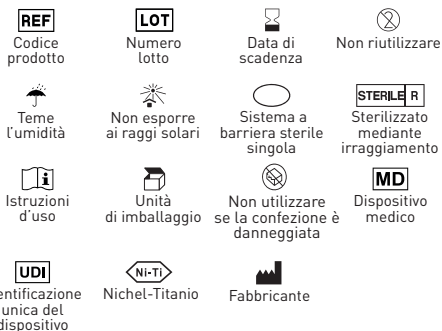 REF
Codice
prodotto
LOT
Numero
lotto
Data di
scadenza
Non riutilizzare
Teme
l'umidità
Non esporre
ai raggi solari
Sistema a
barriera sterile
singola
STERILE R
Sterilizzato
mediante
irraggiamento
i
Istruzioni
d'uso
Unità
di imballaggio
Non utilizzare
se la confezione è
danneggiata
MD
Dispositivo
medico
UDI
entificazione
unica del
dispositivo
Ni-Ti
Nichel-Titanio
Fabbricante